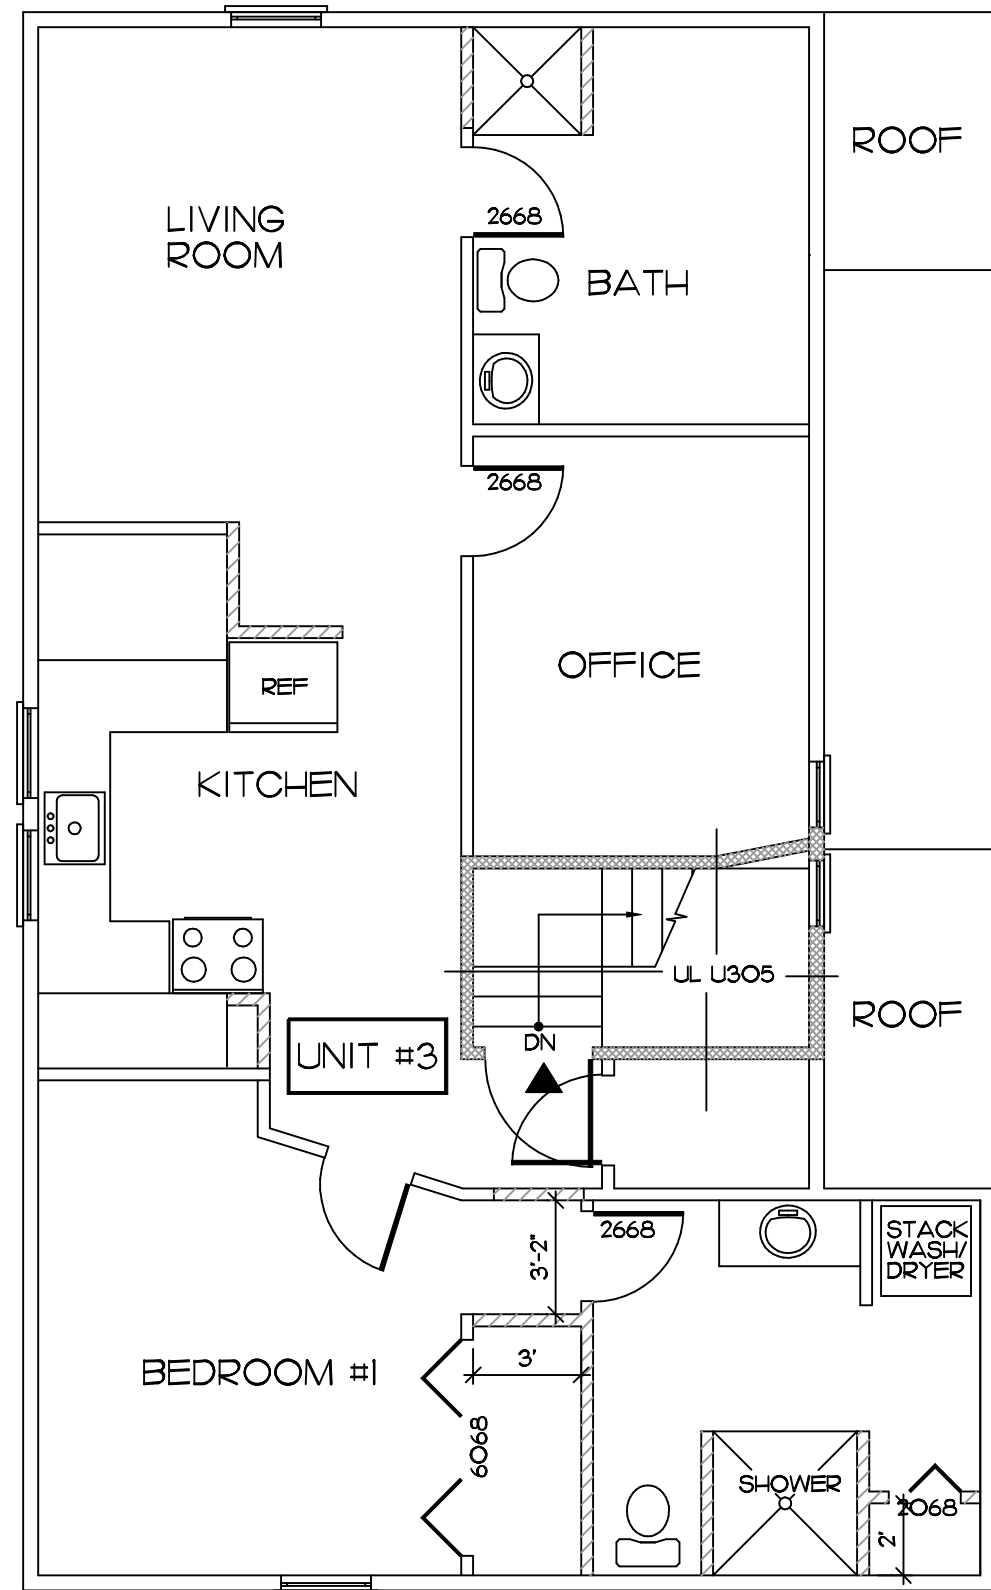 ROOF
LIVING
ROOM
2668
BATH
2668
OFFICE
REF
KITCHEN
UL U305
ROOF
DN
UNIT #3
2668
STACK
WASH/
DRYER
3'-2"
3'
BEDROOM #1
6068
SHOWER
2068
2'